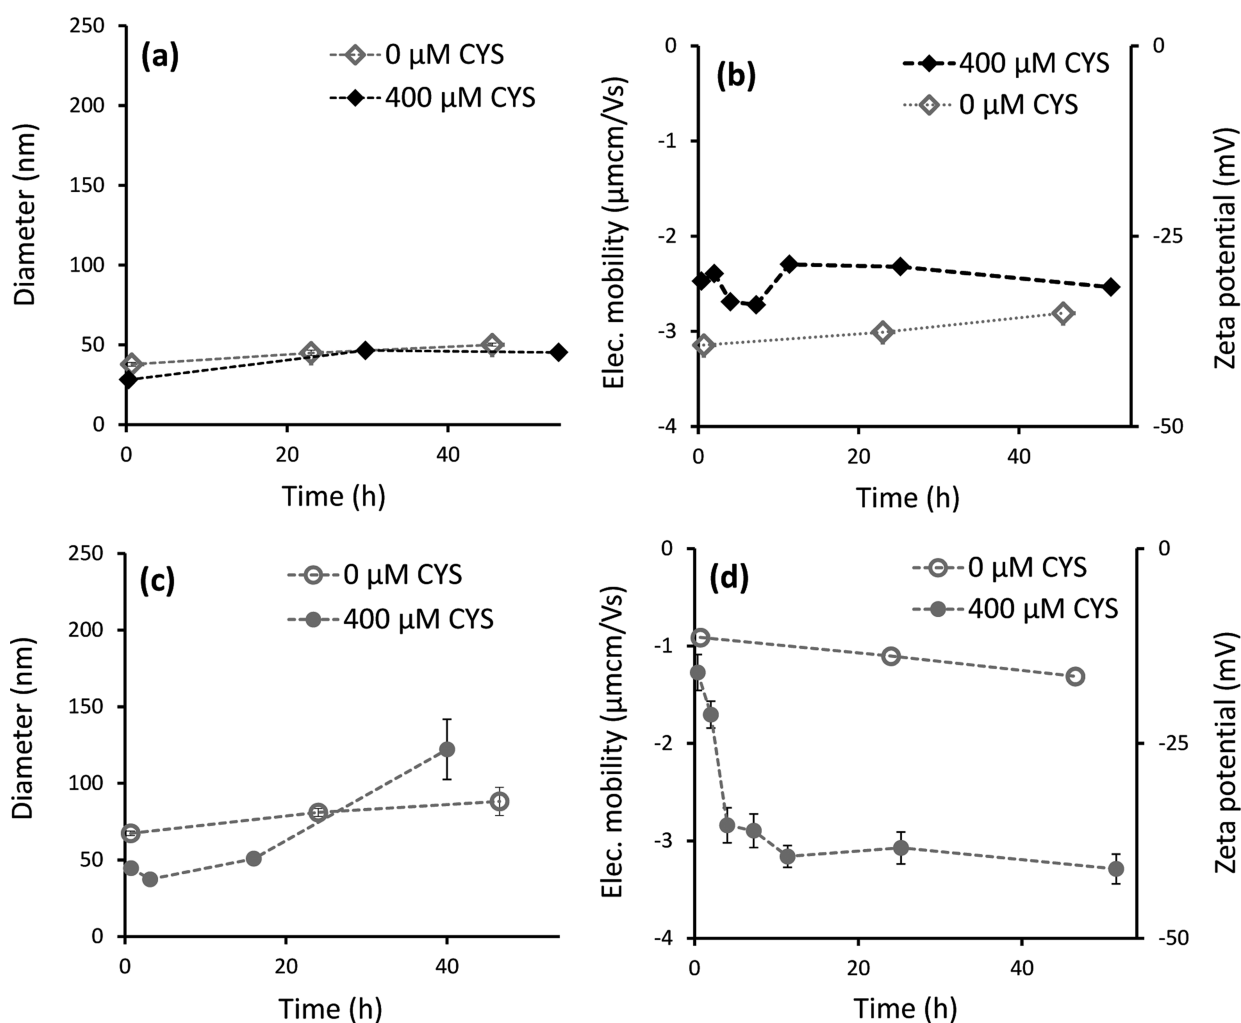 (a)
0 μM CYS
400 μM CYS
Diameter (nm)
250
200
150
100
50
0
0 20 40
Time (h)
(b)
400 μM CYS
0 μM CYS
Elec. mobility (μmcm/Vs)
0
-1
-2
-3
-4
0 20 40
Time (h)
0
-25
-50
Zeta potential (mV)
(c)
0 μM CYS
400 μM CYS
Diameter (nm)
250
200
150
100
50
0
0 20 40
Time (h)
(d)
0 μM CYS
400 μM CYS
Elec. mobility (μmcm/Vs)
0
-1
-2
-3
-4
0 20 40
Time (h)
0
-25
-50
Zeta potential (mV)